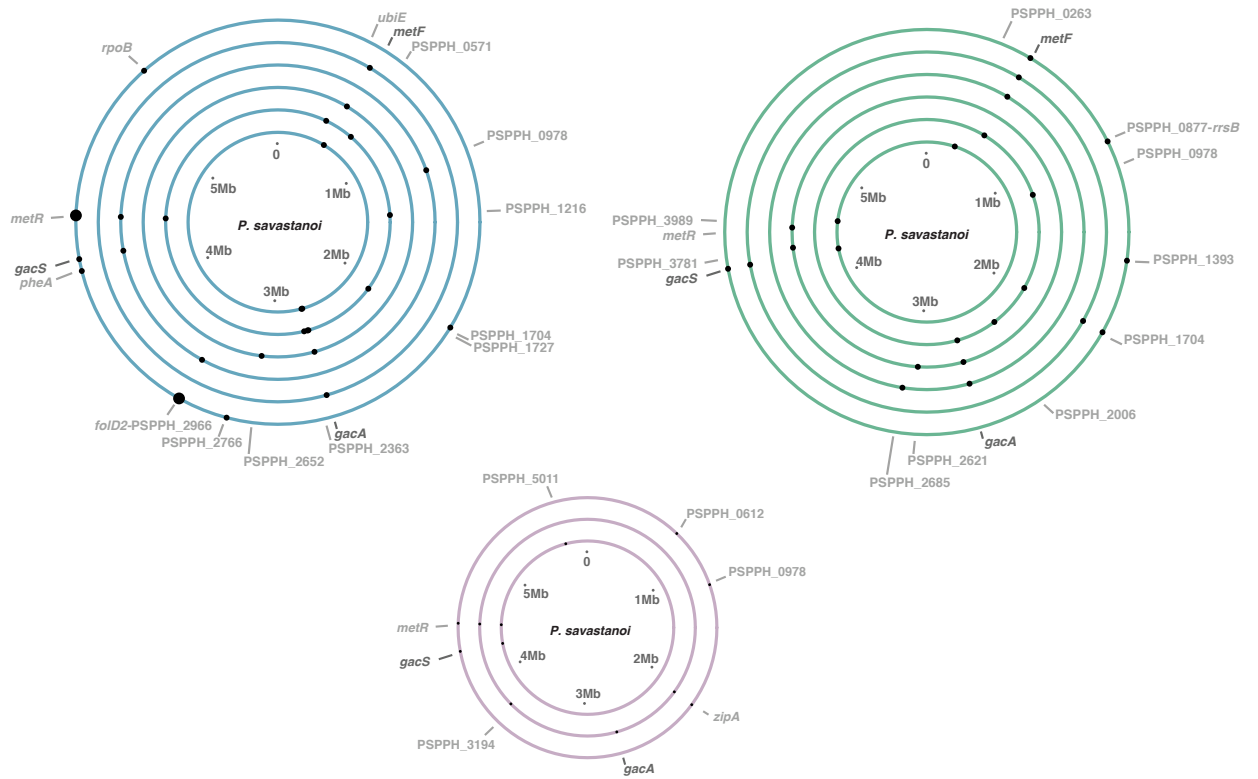 ubiE
metF
PSPPH_0571
rpoB
PSPPH_0978
PSPPH_1216
metR
gacS
pheA
PSPPH_1704
PSPPH_1727
folD2-PSPPH_2966
PSPPH_2766
PSPPH_2652
gacA
PSPPH_2363
0
1Mb
2Mb
3Mb
4Mb
5Mb
P. savastanoi
PSPPH_0263
metF
PSPPH_0877-rrsB
PSPPH_0978
PSPPH_3989
metR
PSPPH_3781
gacS
PSPPH_1393
PSPPH_1704
PSPPH_2006
gacA
PSPPH_2621
PSPPH_2685
0
1Mb
2Mb
3Mb
4Mb
5Mb
P. savastanoi
PSPPH_5011
PSPPH_0612
PSPPH_0978
metR
gacS
zipA
PSPPH_3194
gacA
0
1Mb
2Mb
3Mb
4Mb
5Mb
P. savastanoi